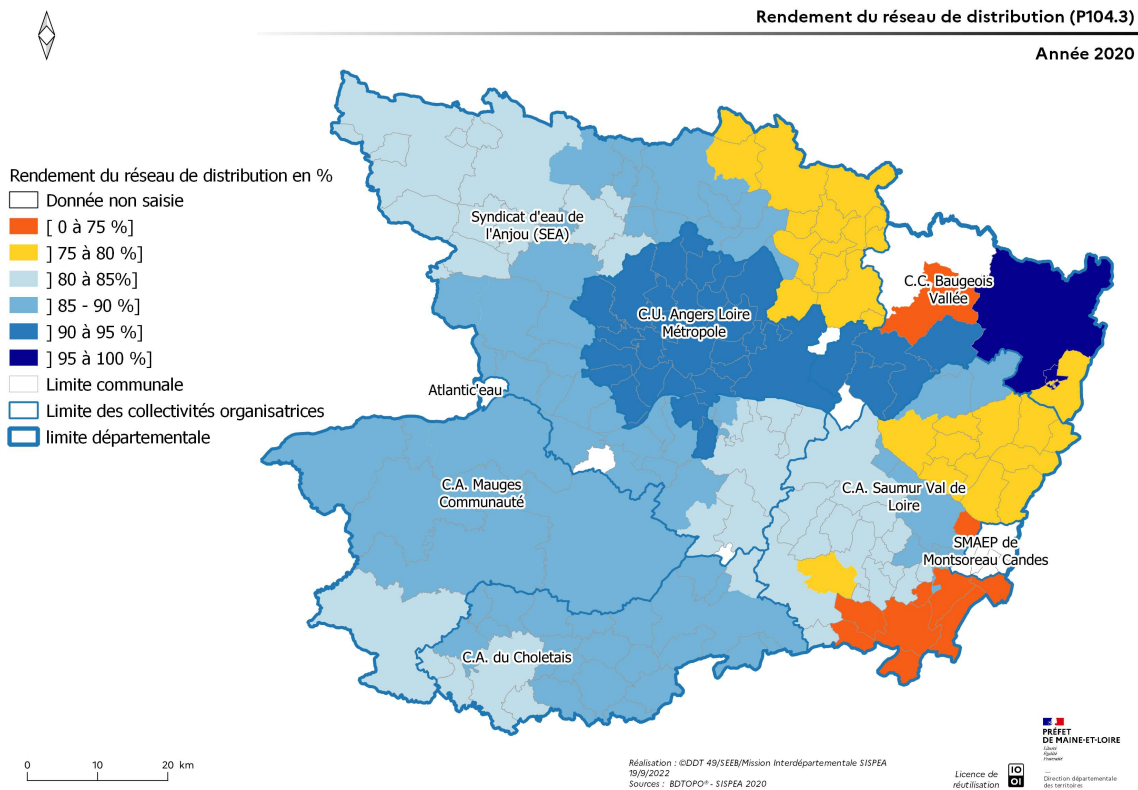 Rendement du réseau de distribution (P104.3)
Année 2020
Rendement du réseau de distribution en %
Donnée non saisie
[ 0 à 75 %]
] 75 à 80 %]
] 80 à 85%]
] 85 - 90 %]
] 90 à 95 %]
] 95 à 100 %]
Limite communale
Limite des collectivités organisatrices
limite départementale
Syndicat d'eau de
l'Anjou (SEA)
C.C. Baugeois
Vallée
C.U. Angers Loire
Métropole
Atlantic'eau
C.A. Mauges
Communauté
C.A. Saumur Val de
Loire
SMAEP de
Montsoreau Candes
C.A. du Choletais
0 10 20 km
Réalisation : ©DDT 49/SEEB/Mission Interdépartementale SISPEA
19/9/2022
Sources : BDTOPO® - SISPEA 2020
Licence de
réutilisation
PRÉFET
DE MAINE-ET-LOIRE
Liberté
Égalité
Fraternité
Direction départementale
des territoires